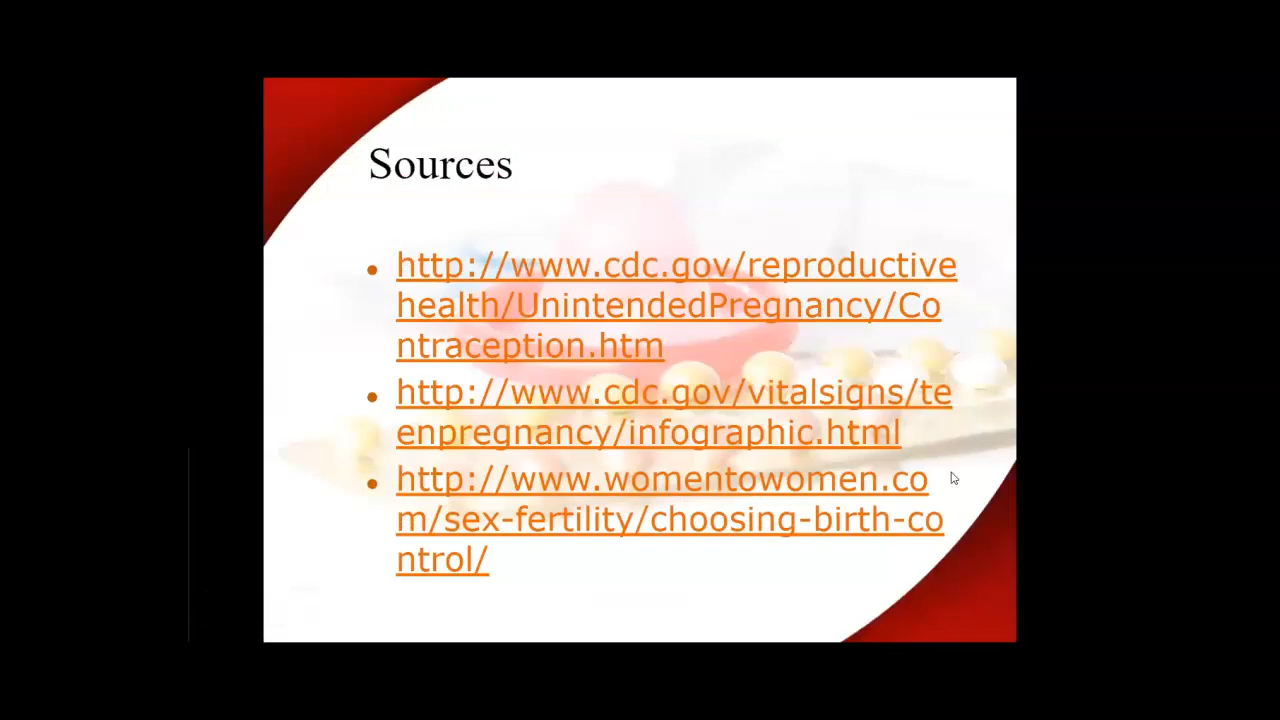 Sources
• http://www.cdc.gov/reproductive
health/UnintendedPregnancy/Co
ntraception.htm
• http://www.cdc.gov/vitalsigns/te
enpregnancy/infographic.html
• http://www.womentowomen.co
m/sex-fertility/choosing-birth-co
ntrol/